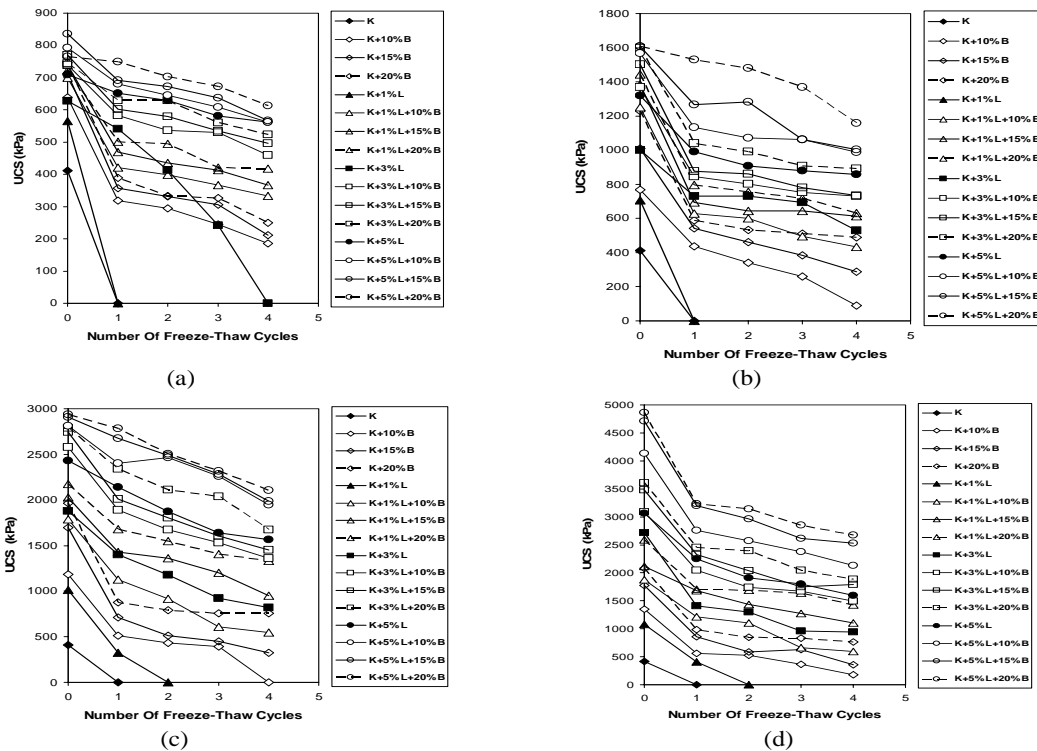 900
800
700
600
500
400
300
200
100
0
UCS (kPa)
0 1 2 3 4 5
Number Of Freeze-Thaw Cycles
K
K+10%B
K+15%B
K+20%B
K+1%L
K+1%L+10%B
K+1%L+15%B
K+1%L+20%B
K+3%L
K+3%L+10%B
K+3%L+15%B
K+3%L+20%B
K+5%L
K+5%L+10%B
K+5%L+15%B
K+5%L+20%B
(a)
1800
1600
1400
1200
1000
800
600
400
200
0
UCS (kPa)
0 1 2 3 4 5
Number Of Freeze-Thaw Cycles
K
K+10%B
K+15%B
K+20%B
K+1%L
K+1%L+10%B
K+1%L+15%B
K+1%L+20%B
K+3%L
K+3%L+10%B
K+3%L+15%B
K+3%L+20%B
K+5%L
K+5%L+10%B
K+5%L+15%B
K+5%L+20%B
(b)
3000
2500
2000
1500
1000
500
0
UCS (kPa)
0 1 2 3 4 5
Number Of Freeze-Thaw Cycles
K
K+10%B
K+15%B
K+20%B
K+1%L
K+1%L+10%B
K+1%L+15%B
K+1%L+20%B
K+3%L
K+3%L+10%B
K+3%L+15%B
K+3%L+20%B
K+5%L
K+5%L+10%B
K+5%L+15%B
K+5%L+20%B
(c)
5000
4500
4000
3500
3000
2500
2000
1500
1000
500
0
UCS (kPa)
0 1 2 3 4 5
Number Of Freeze-Thaw Cycles
K
K+10%B
K+15%B
K+20%B
K+1%L
K+1%L+10%B
K+1%L+15%B
K+1%L+20%B
K+3%L
K+3%L+10%B
K+3%L+15%B
K+3%L+20%B
K+5%L
K+5%L+10%B
K+5%L+15%B
K+5%L+20%B
(d)